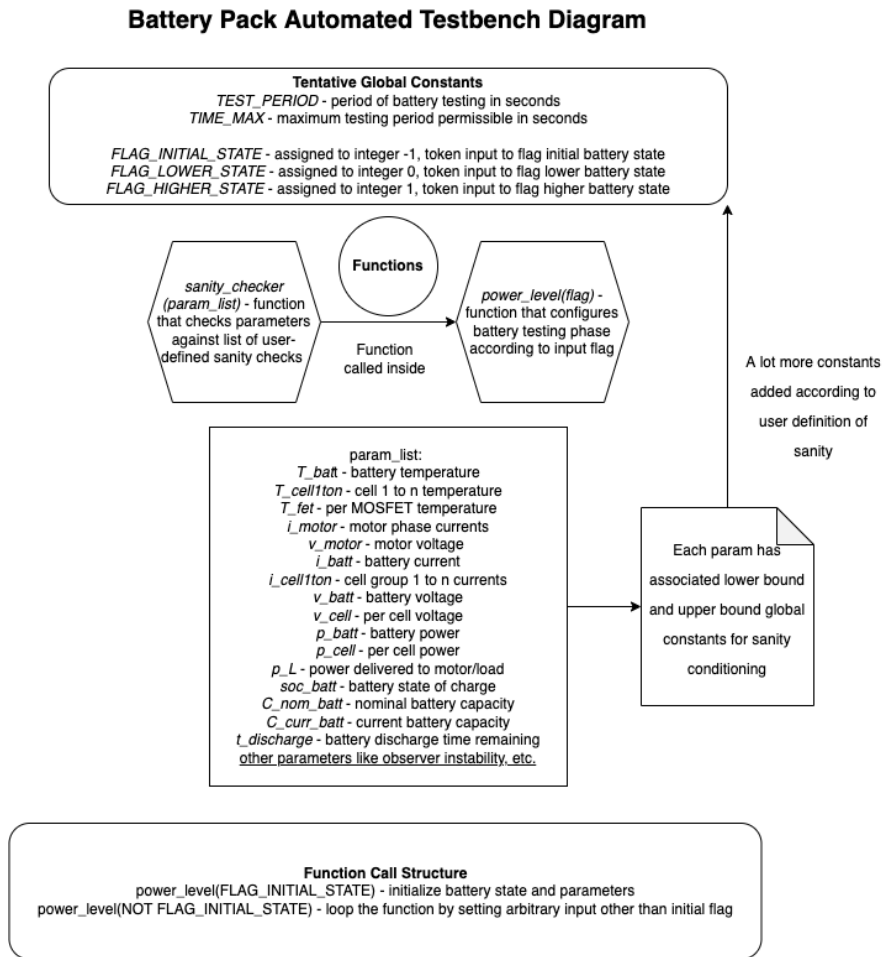 Battery Pack Automated Testbench Diagram
Tentative Global Constants
TEST_PERIOD - period of battery testing in seconds
TIME_MAX - maximum testing period permissible in seconds
FLAG_INITIAL_STATE - assigned to integer -1, token input to flag initial battery state
FLAG_LOWER_STATE - assigned to integer 0, token input to flag lower battery state
FLAG_HIGHER_STATE - assigned to integer 1, token input to flag higher battery state
Functions
sanity_checker
(param_list) - function
that checks parameters
against list of user-
defined sanity checks
Function
called inside
power_level(flag) -
function that configures
battery testing phase
according to input flag
A lot more constants
added according to
user definition of
sanity
param_list:
T_batt - battery temperature
T_cell1ton - cell 1 to n temperature
T_fet - per MOSFET temperature
i_motor - motor phase currents
v_motor - motor voltage
i_batt - battery current
i_cell1ton - cell group 1 to n currents
v_batt - battery voltage
v_cell - per cell voltage
p_batt - battery power
p_cell - per cell power
p_L - power delivered to motor/load
soc_batt - battery state of charge
C_nom_batt - nominal battery capacity
C_curr_batt - current battery capacity
t_discharge - battery discharge time remaining
other parameters like observer instability, etc.
Each param has
associated lower bound
and upper bound global
constants for sanity
conditioning
Function Call Structure
power_level(FLAG_INITIAL_STATE) - initialize battery state and parameters
power_level(NOT FLAG_INITIAL_STATE) - loop the function by setting arbitrary input other than initial flag